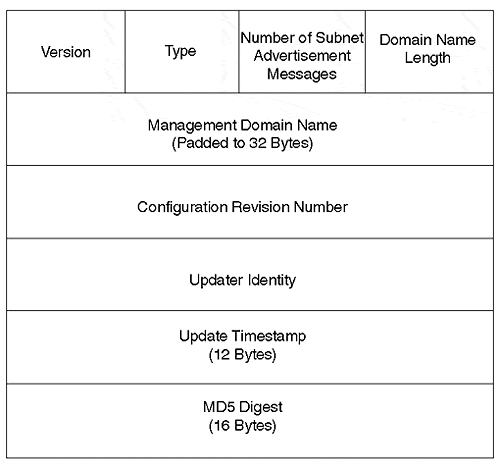 Version
Type
Number of Subnet
Advertisement
Messages
Domain Name
Length
Management Domain Name
(Padded to 32 Bytes)
Configuration Revision Number
Updater Identity
Update Timestamp
(12 Bytes)
MD5 Digest
(16 Bytes)